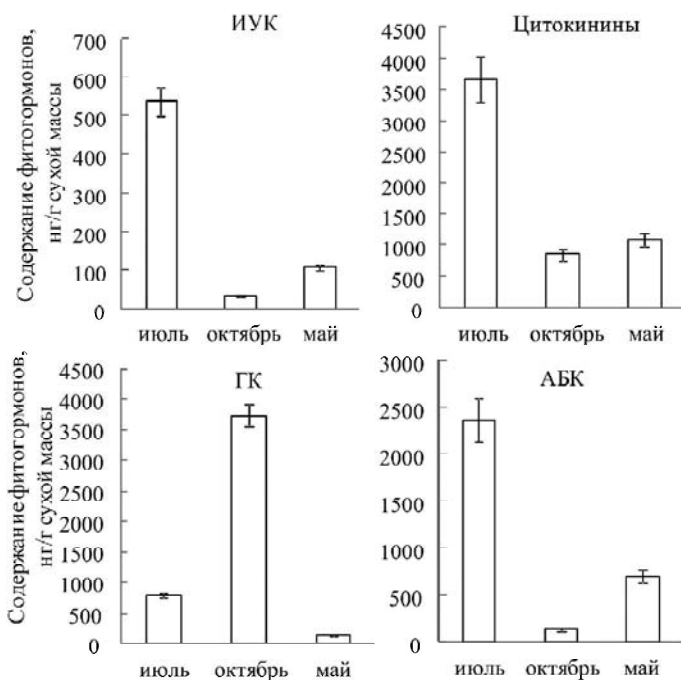 ИУК
Содержание фитогормонов,
нг/г сухой массы
700
600
500
400
300
200
100
0
июль октябрь май
Цитокинины
4500
4000
3500
3000
2500
2000
1500
1000
500
0
июль октябрь май
ГК
Содержание фитогормонов,
нг/г сухой массы
4500
4000
3500
3000
2500
2000
1500
1000
500
0
июль октябрь май
АБК
3000
2500
2000
1500
1000
500
0
июль октябрь май